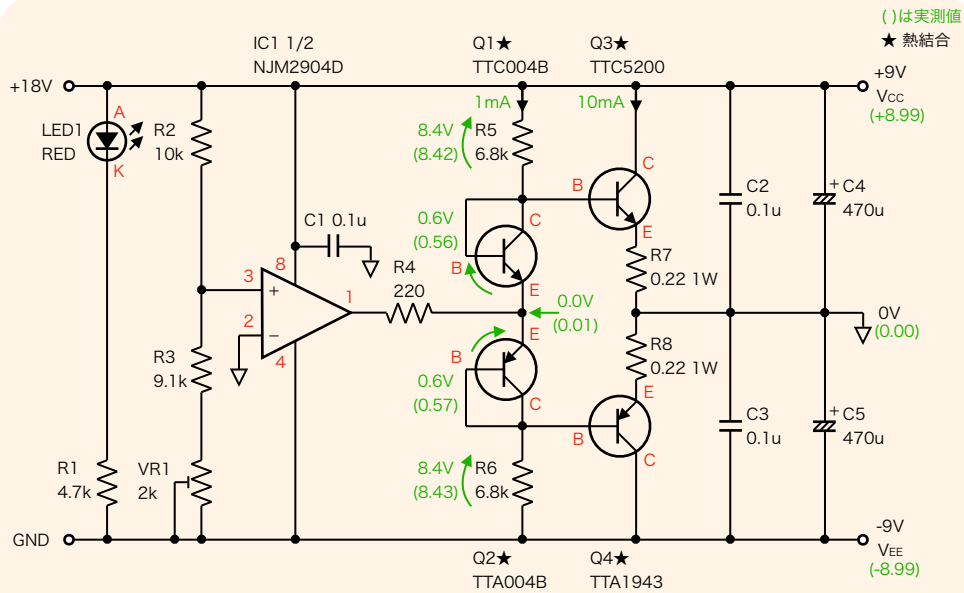 ( )は実測値
★ 熱結合
IC1 1/2
NJM2904D
Q1★
TTC004B
Q3★
TTC5200
+18V
+9V
Vcc
(+8.99)
LED1
RED
A
K
R2
10k
1mA
10mA
8.4V
(8.42)
R5
6.8k
C1 0.1u
8
3
+
2
−
4
1
R4
220
0.6V
(0.56)
B
C
E
B
C
E
R7
0.22 1W
C2
0.1u
+
C4
470u
0.0V
(0.01)
0V
(0.00)
R3
9.1k
B
E
C
0.6V
(0.57)
R8
0.22 1W
E
B
C
C3
0.1u
+
C5
470u
R1
4.7k
VR1
2k
8.4V
(8.43)
R6
6.8k
GND
-9V
VEE
(-8.99)
Q2★
TTA004B
Q4★
TTA1943